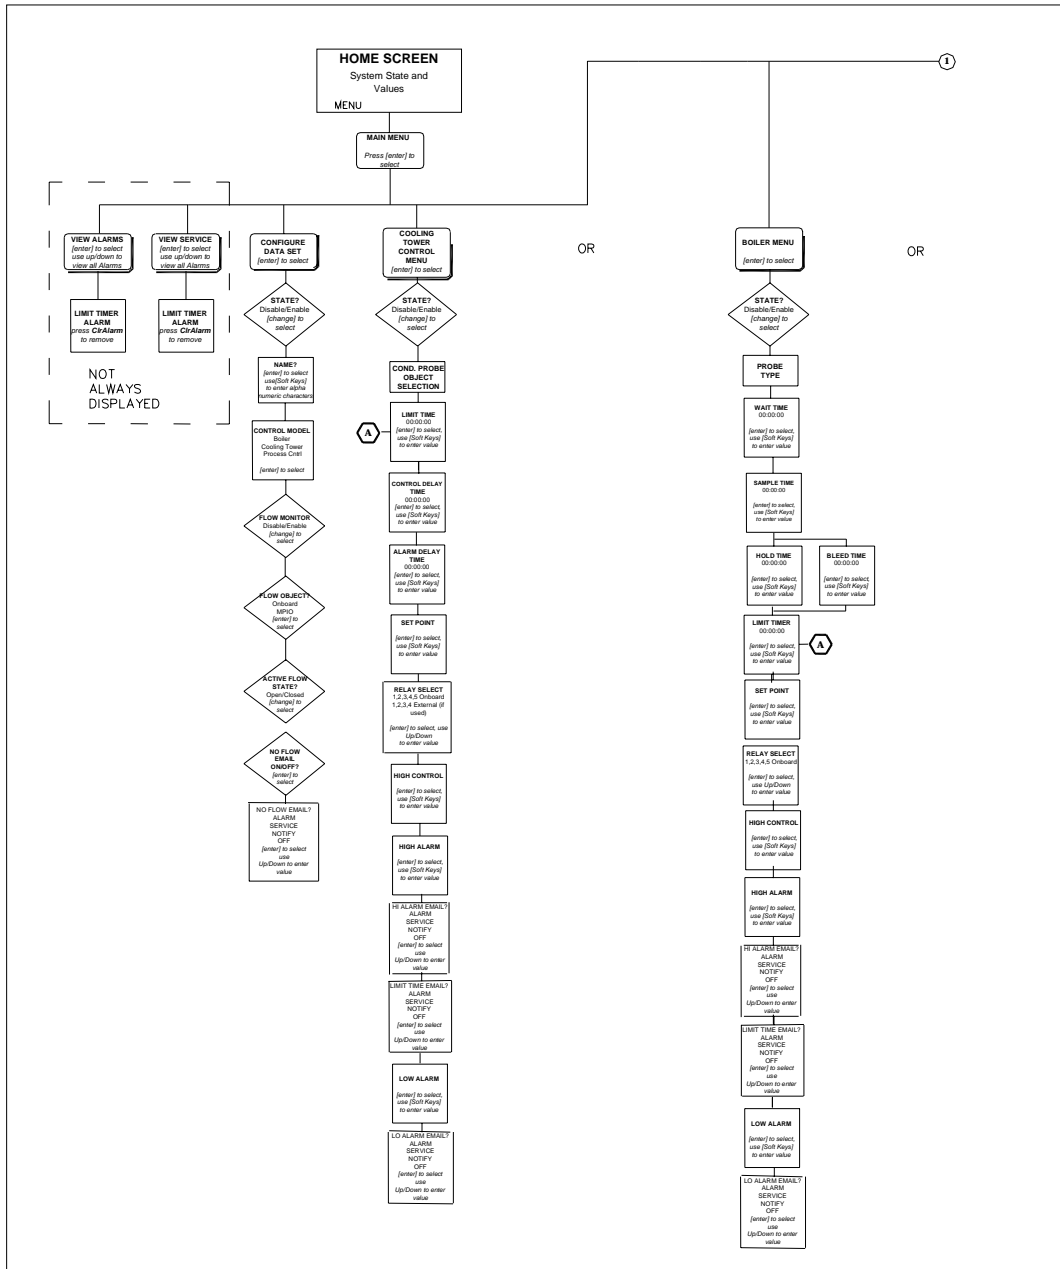 HOME SCREEN
System State and
Values
MENU
1
MAIN MENU
Press [enter] to
select
VIEW ALARMS
[enter] to select
use up/down to
view all Alarms
LIMIT TIMER
ALARM
press ClrAlarm
to remove
VIEW SERVICE
[enter] to select
use up/down to
view all Alarms
LIMIT TIMER
ALARM
press ClrAlarm
to remove
NOT
ALWAYS
DISPLAYED
CONFIGURE
DATA SET
[enter] to select
STATE?
Disable/Enable
[change] to
select
NAME?
[enter] to select
use[Soft Keys]
to enter alpha
numeric characters
CONTROL MODEL
Boiler
Cooling Tower
Process Cntrl
[enter] to select
FLOW MONITOR
Disable/Enable
[change] to
select
FLOW OBJECT?
Onboard
MPIO
[enter] to
select
ACTIVE FLOW
STATE?
Open/Closed
[change] to
select
NO FLOW
EMAIL
ON/OFF?
[enter] to
select
NO FLOW EMAIL?
ALARM
SERVICE
NOTIFY
OFF
[enter] to select
use
Up/Down to enter
value
COOLING
TOWER
CONTROL
MENU
[enter] to select
STATE?
Disable/Enable
[change] to
select
COND. PROBE
OBJECT
SELECTION
A
LIMIT TIME
00:00:00
[enter] to select,
use [Soft Keys]
to enter value
CONTROL DELAY
TIME
00:00:00
[enter] to select,
use [Soft Keys]
to enter value
ALARM DELAY
TIME
00:00:00
[enter] to select,
use [Soft Keys]
to enter value
SET POINT
[enter] to select,
use [Soft Keys]
to enter value
RELAY SELECT
1,2,3,4,5 Onboard
1,2,3,4 External (if
used)
[enter] to select, use
Up/Down
to enter value
HIGH CONTROL
[enter] to select,
use [Soft Keys]
to enter value
HIGH ALARM
[enter] to select,
use [Soft Keys]
to enter value
HI ALARM EMAIL?
ALARM
SERVICE
NOTIFY
OFF
[enter] to select
use
Up/Down to enter
value
LIMIT TIME EMAIL?
ALARM
SERVICE
NOTIFY
OFF
[enter] to select
use
Up/Down to enter
value
LOW ALARM
[enter] to select,
use [Soft Keys]
to enter value
LO ALARM EMAIL?
ALARM
SERVICE
NOTIFY
OFF
[enter] to select
use
Up/Down to enter
value
OR
BOILER MENU
[enter] to select
STATE?
Disable/Enable
[change] to
select
PROBE
TYPE
WAIT TIME
00:00:00
[enter] to select,
use [Soft Keys]
to enter value
SAMPLE TIME
00:00:00
[enter] to select,
use [Soft Keys]
to enter value
HOLD TIME
00:00:00
[enter] to select,
use [Soft Keys]
to enter value
BLEED TIME
00:00:00
[enter] to select,
use [Soft Keys]
to enter value
LIMIT TIMER
00:00:00
[enter] to select,
use [Soft Keys]
to enter value
A
SET POINT
[enter] to select,
use [Soft Keys]
to enter value
RELAY SELECT
1,2,3,4,5 Onboard
[enter] to select,
use Up/Down
to enter value
HIGH CONTROL
[enter] to select,
use [Soft Keys]
to enter value
HIGH ALARM
[enter] to select,
use [Soft Keys]
to enter value
HI ALARM EMAIL?
ALARM
SERVICE
NOTIFY
OFF
[enter] to select
use
Up/Down to enter
value
LIMIT TIME EMAIL?
ALARM
SERVICE
NOTIFY
OFF
[enter] to select
use
Up/Down to enter
value
LOW ALARM
[enter] to select,
use [Soft Keys]
to enter value
LO ALARM EMAIL?
ALARM
SERVICE
NOTIFY
OFF
[enter] to select
use
Up/Down to enter
value
OR